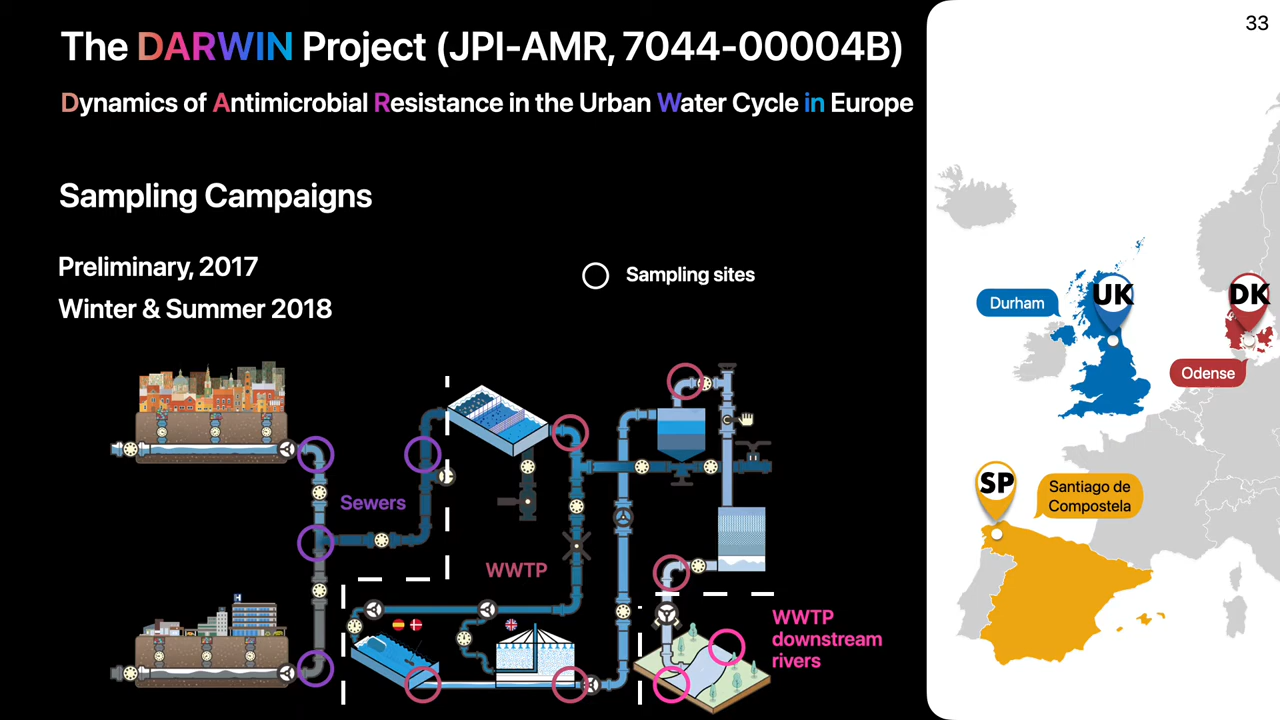 33
The DARWIN Project (JPI-AMR, 7044-00004B)
Dynamics of Antimicrobial Resistance in the Urban Water Cycle in Europe
Sampling Campaigns
Preliminary, 2017
Winter & Summer 2018
Sampling sites
Sewers
WWTP
WWTP
downstream
rivers
H
UK
Durham
DK
Odense
SP
Santiago de
Compostela